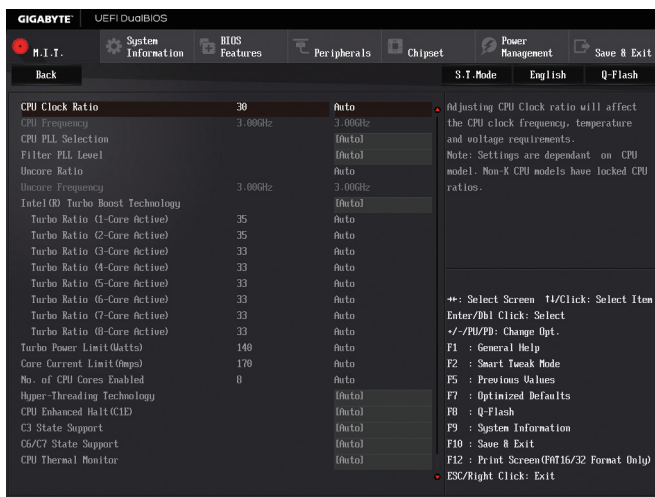 GIGABYTE™ UEFI DualBIOS
M.I.T. System Information BIOS Features Peripherals Chipset Power Management Save & Exit
Back S.T.Mode English Q-Flash
CPU Clock Ratio 30 Auto
CPU Frequency 3.00GHz 3.00GHz
CPU PLL Selection [Auto]
Filter PLL Level [Auto]
Uncore Ratio Auto
Uncore Frequency 3.00GHz 3.00GHz
Intel(R) Turbo Boost Technology [Auto]
Turbo Ratio (1-Core Active) 35 Auto
Turbo Ratio (2-Core Active) 35 Auto
Turbo Ratio (3-Core Active) 33 Auto
Turbo Ratio (4-Core Active) 33 Auto
Turbo Ratio (5-Core Active) 33 Auto
Turbo Ratio (6-Core Active) 33 Auto
Turbo Ratio (7-Core Active) 33 Auto
Turbo Ratio (8-Core Active) 33 Auto
Turbo Power Limit(Watts) 140 Auto
Core Current Limit(Amps) 170 Auto
No. of CPU Cores Enabled 8 Auto
Hyper-Threading Technology [Auto]
CPU Enhanced Halt(C1E) [Auto]
C3 State Support [Auto]
C6/C7 State Support [Auto]
CPU Thermal Monitor [Auto]
Adjusting CPU Clock ratio will affect
the CPU clock frequency, temperature
and voltage requirements.
Note: Settings are dependant on CPU
model. Non-K CPU models have locked CPU
ratios.
→←: Select Screen ↑↓/Click: Select Item
Enter/Dbl Click: Select
+/-/PU/PD: Change Opt.
F1 : General Help
F2 : Smart Tweak Mode
F5 : Previous Values
F7 : Optimized Defaults
F8 : Q-Flash
F9 : System Information
F10 : Save & Exit
F12 : Print Screen(FAT16/32 Format Only)
ESC/Right Click: Exit